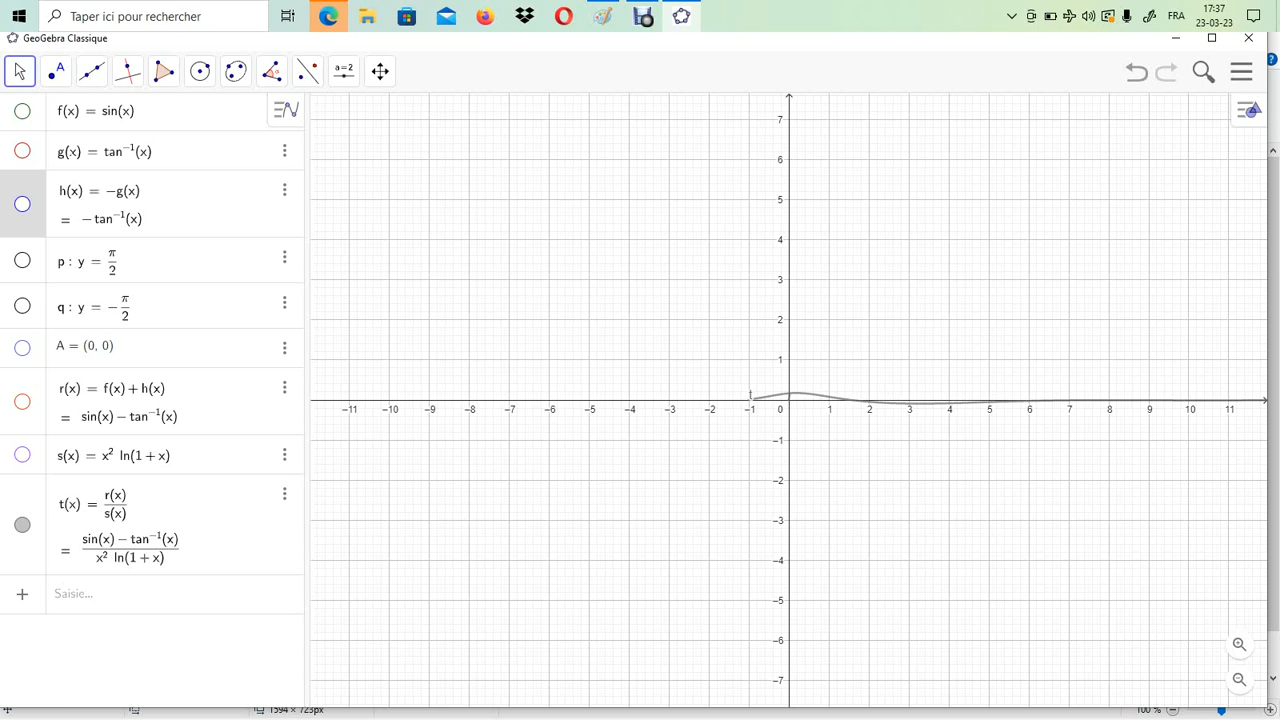 Taper ici pour rechercher
FRA
17:37
23-03-23
GeoGebra Classique
A
a=2
f(x) = sin(x)
g(x) = tan⁻¹(x)
h(x) = −g(x)
= −tan⁻¹(x)
p : y = π/2
q : y = −π/2
A = (0, 0)
r(x) = f(x) + h(x)
= sin(x) − tan⁻¹(x)
s(x) = x² ln(1 + x)
t(x) = r(x)/s(x)
= (sin(x) − tan⁻¹(x))/(x² ln(1 + x))
+ Saisie...
7
6
5
4
3
2
1
t
−11 −10 −9 −8 −7 −6 −5 −4 −3 −2 −1 0 1 2 3 4 5 6 7 8 9 10 11
−1
−2
−3
−4
−5
−6
−7
1594 × 723px
100 %